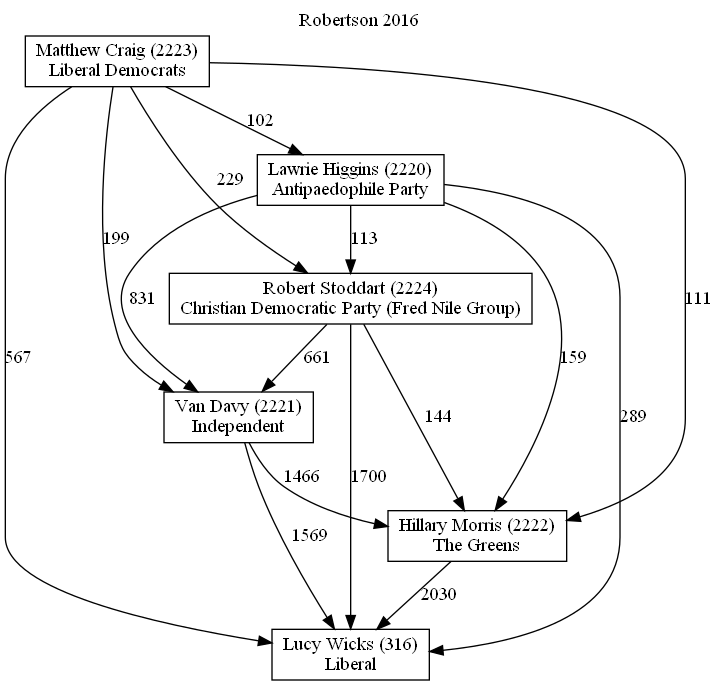 Robertson 2016
Matthew Craig (2223)
Liberal Democrats
102
Lawrie Higgins (2220)
Antipaedophile Party
229
199
113
Robert Stoddart (2224)
Christian Democratic Party (Fred Nile Group)
831
111
567
661
159
Van Davy (2221)
Independent
144
289
1466
1700
Hillary Morris (2222)
The Greens
1569
2030
Lucy Wicks (316)
Liberal